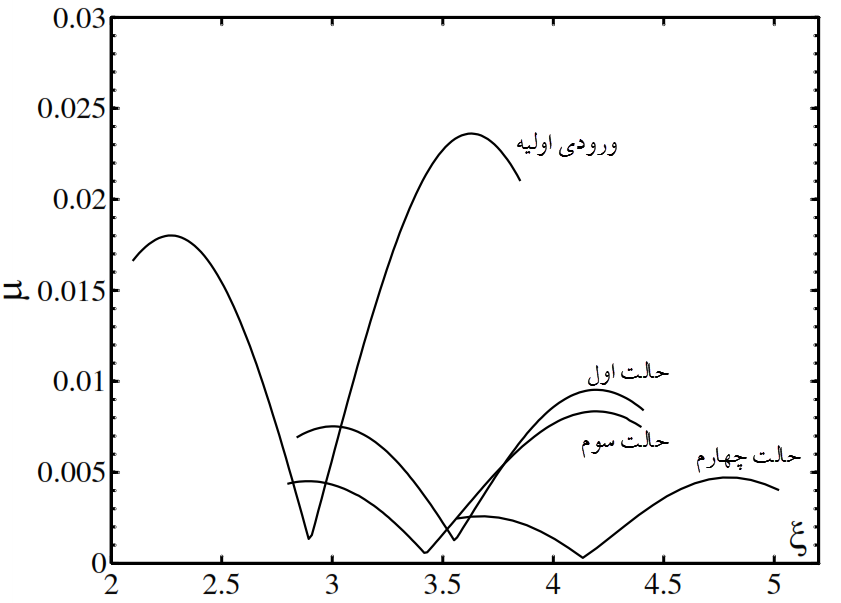 0.03
0.025
ورودی اولیه
0.02
μ 0.015
0.01
حالت اول
حالت سوم
حالت چهارم
0.005
ξ
0
2 2.5 3 3.5 4 4.5 5